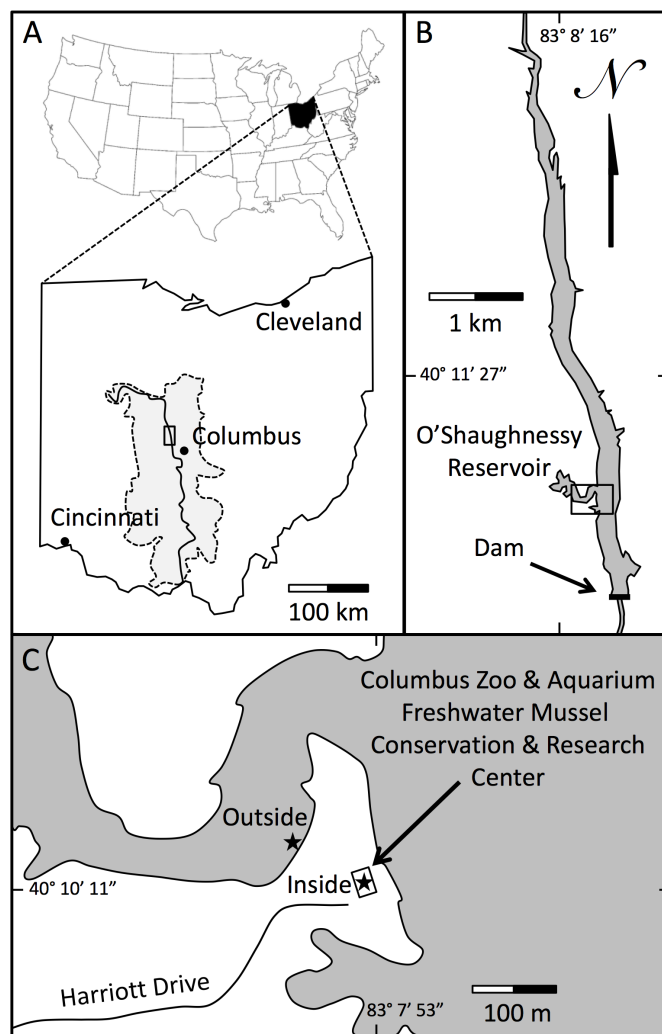 A
Cleveland
Columbus
Cincinnati
100 km
B
83° 8’ 16”
N
1 km
40° 11’ 27”
O’Shaughnessy
Reservoir
Dam
C
Columbus Zoo & Aquarium
Freshwater Mussel
Conservation & Research
Center
Outside
Inside
40° 10’ 11”
Harriott Drive
83° 7’ 53”
100 m